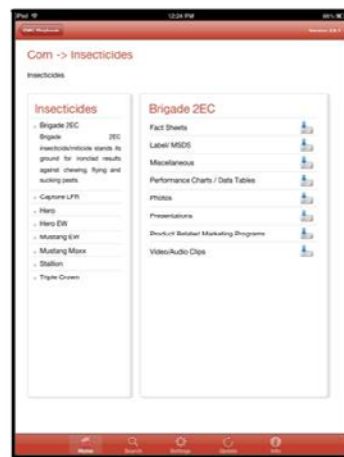 iPad
12:24 PM
FMC Playbook
Corn -> Insecticides
Insecticides
Insecticides
Brigade 2EC
Brigade 2EC
insecticide/miticide stands its
ground for ironclad results
against chewing, flying and
sucking pests.
Capture LFR
Hero
Hero EW
Mustang EW
Mustang Maxx
Stallion
Triple Crown
Brigade 2EC
Fact Sheets
Label/ MSDS
Miscellaneous
Performance Charts / Data Tables
Photos
Presentations
Product Related Marketing Programs
Video/Audio Clips
Home
Search
Settings
Update
Info